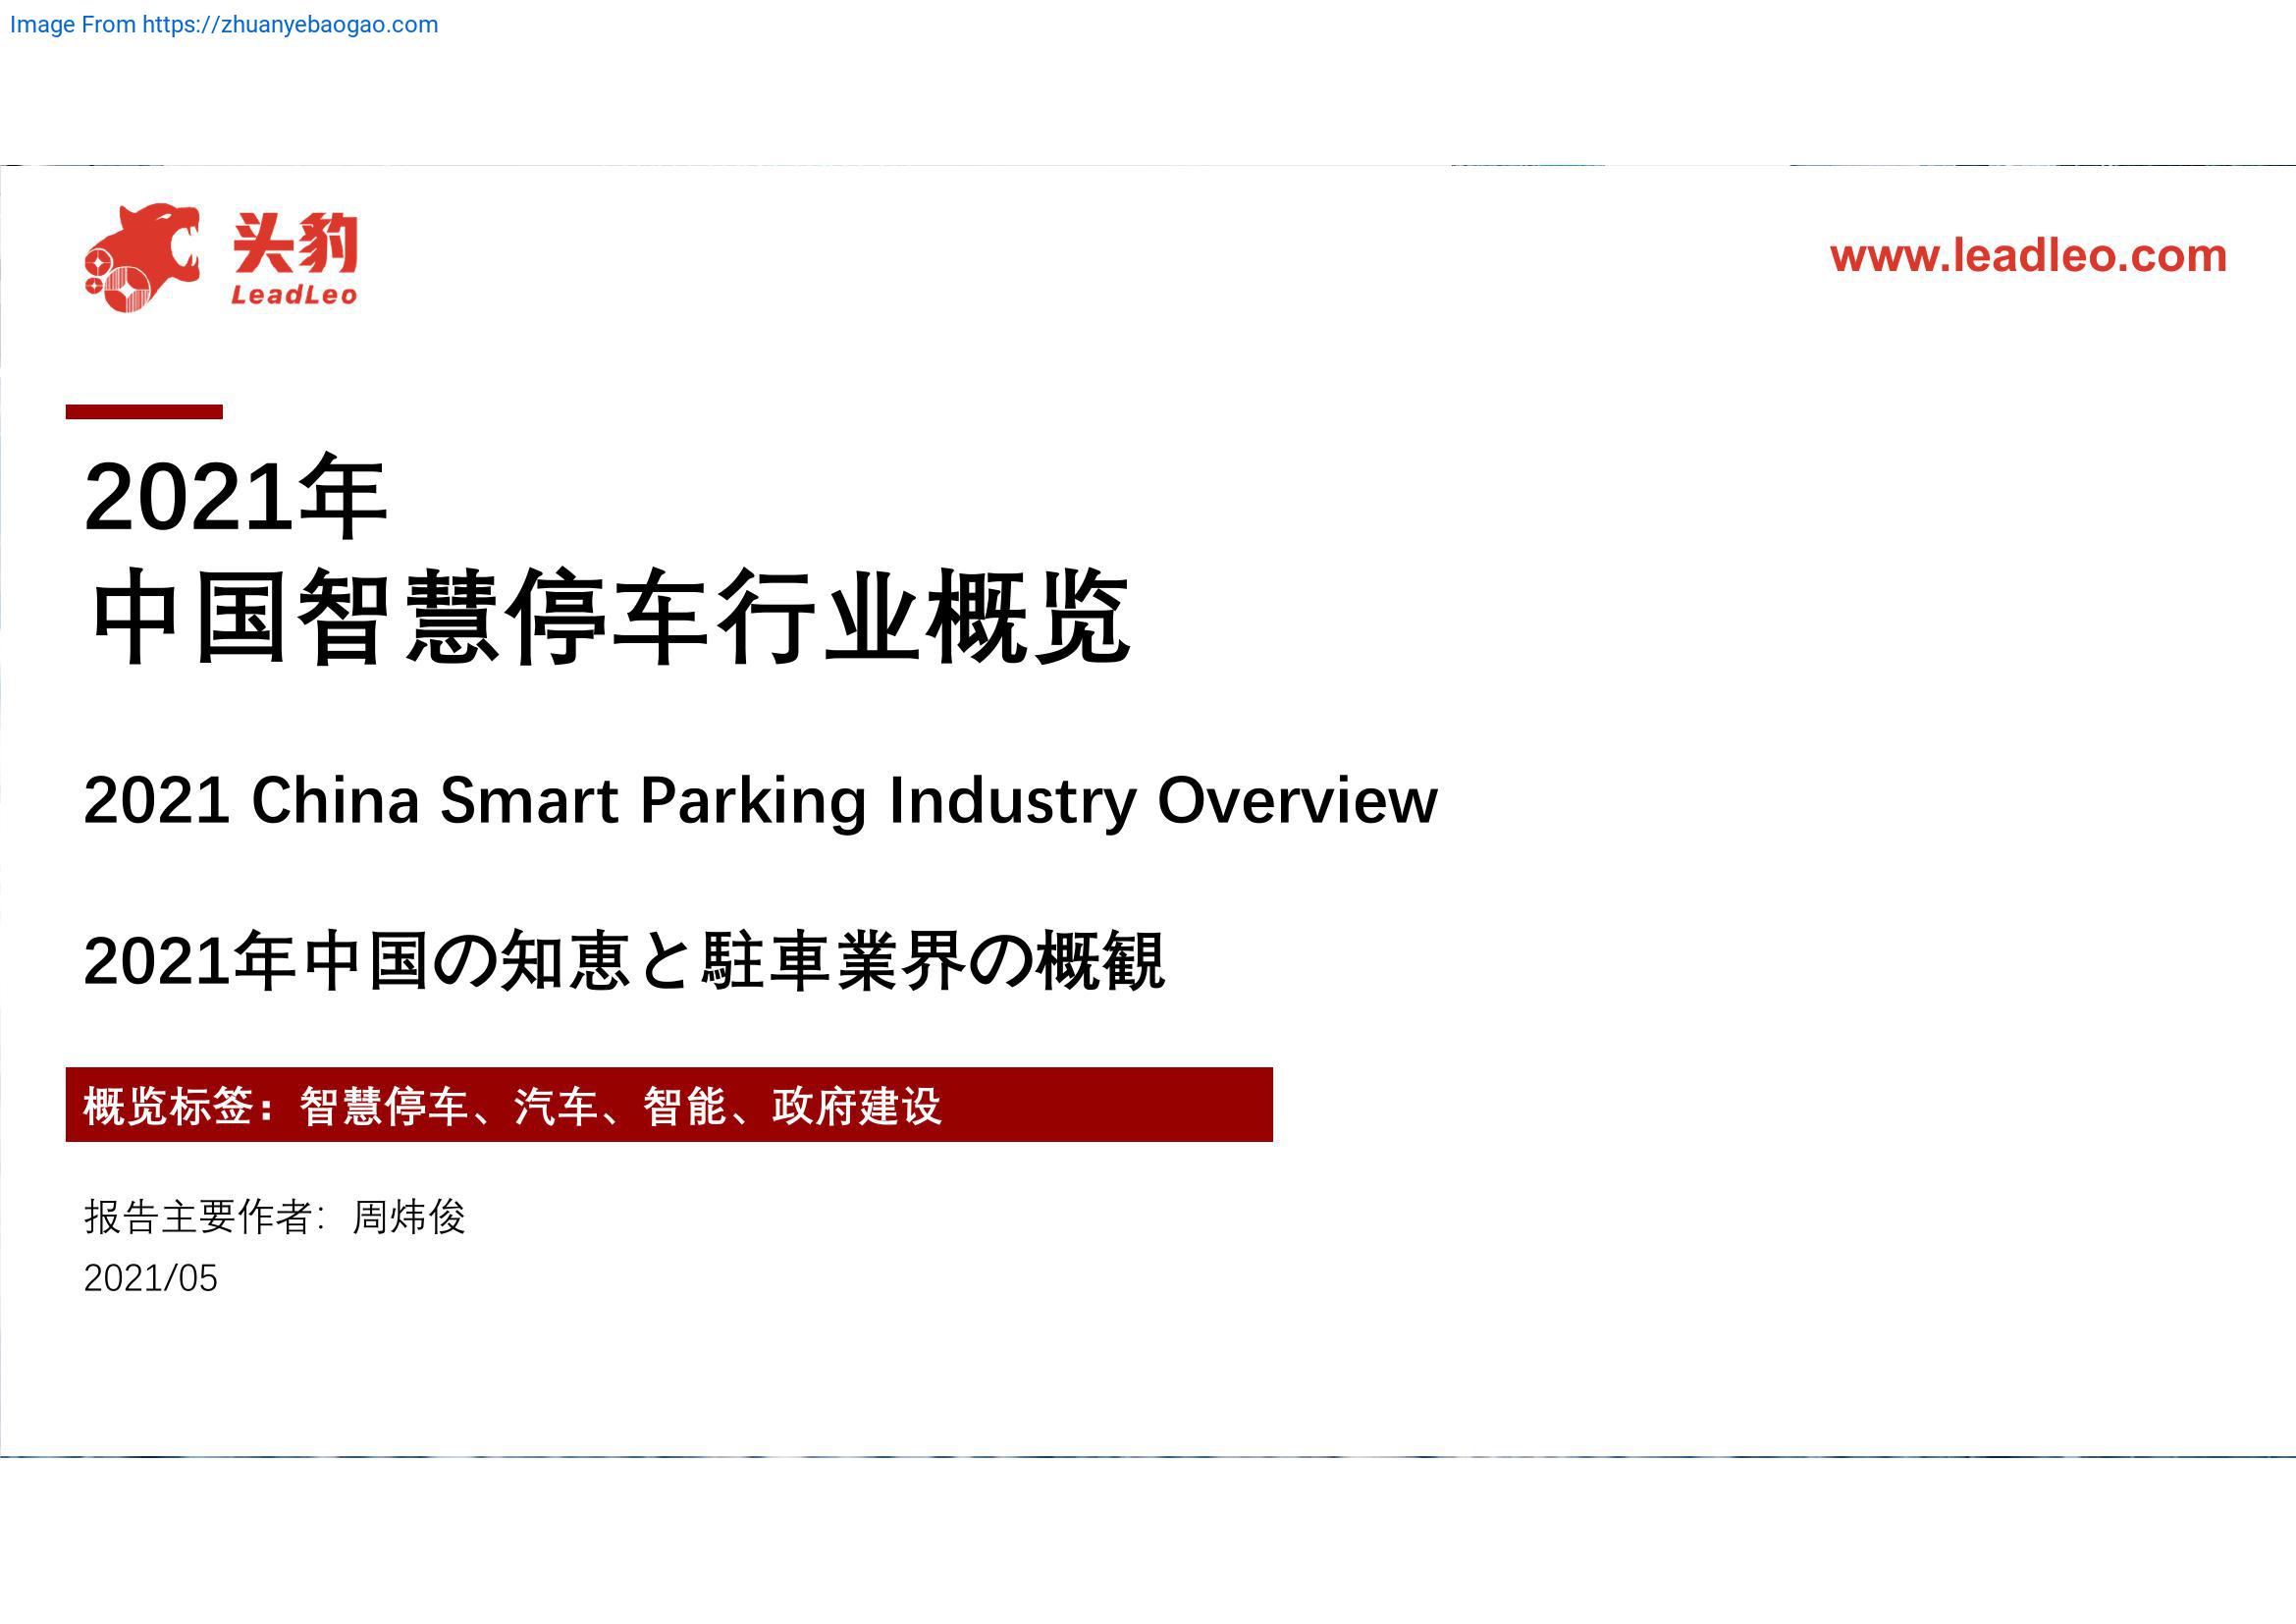 Image From https://zhuanyebaogao.com
头豹
LeadLeo
www.leadleo.com
2021年
中国智慧停车行业概览
2021 China Smart Parking Industry Overview
2021年中国の知恵と駐車業界の概観
概览标签：智慧停车、汽车、智能、政府建设
报告主要作者：周炜俊
2021/05